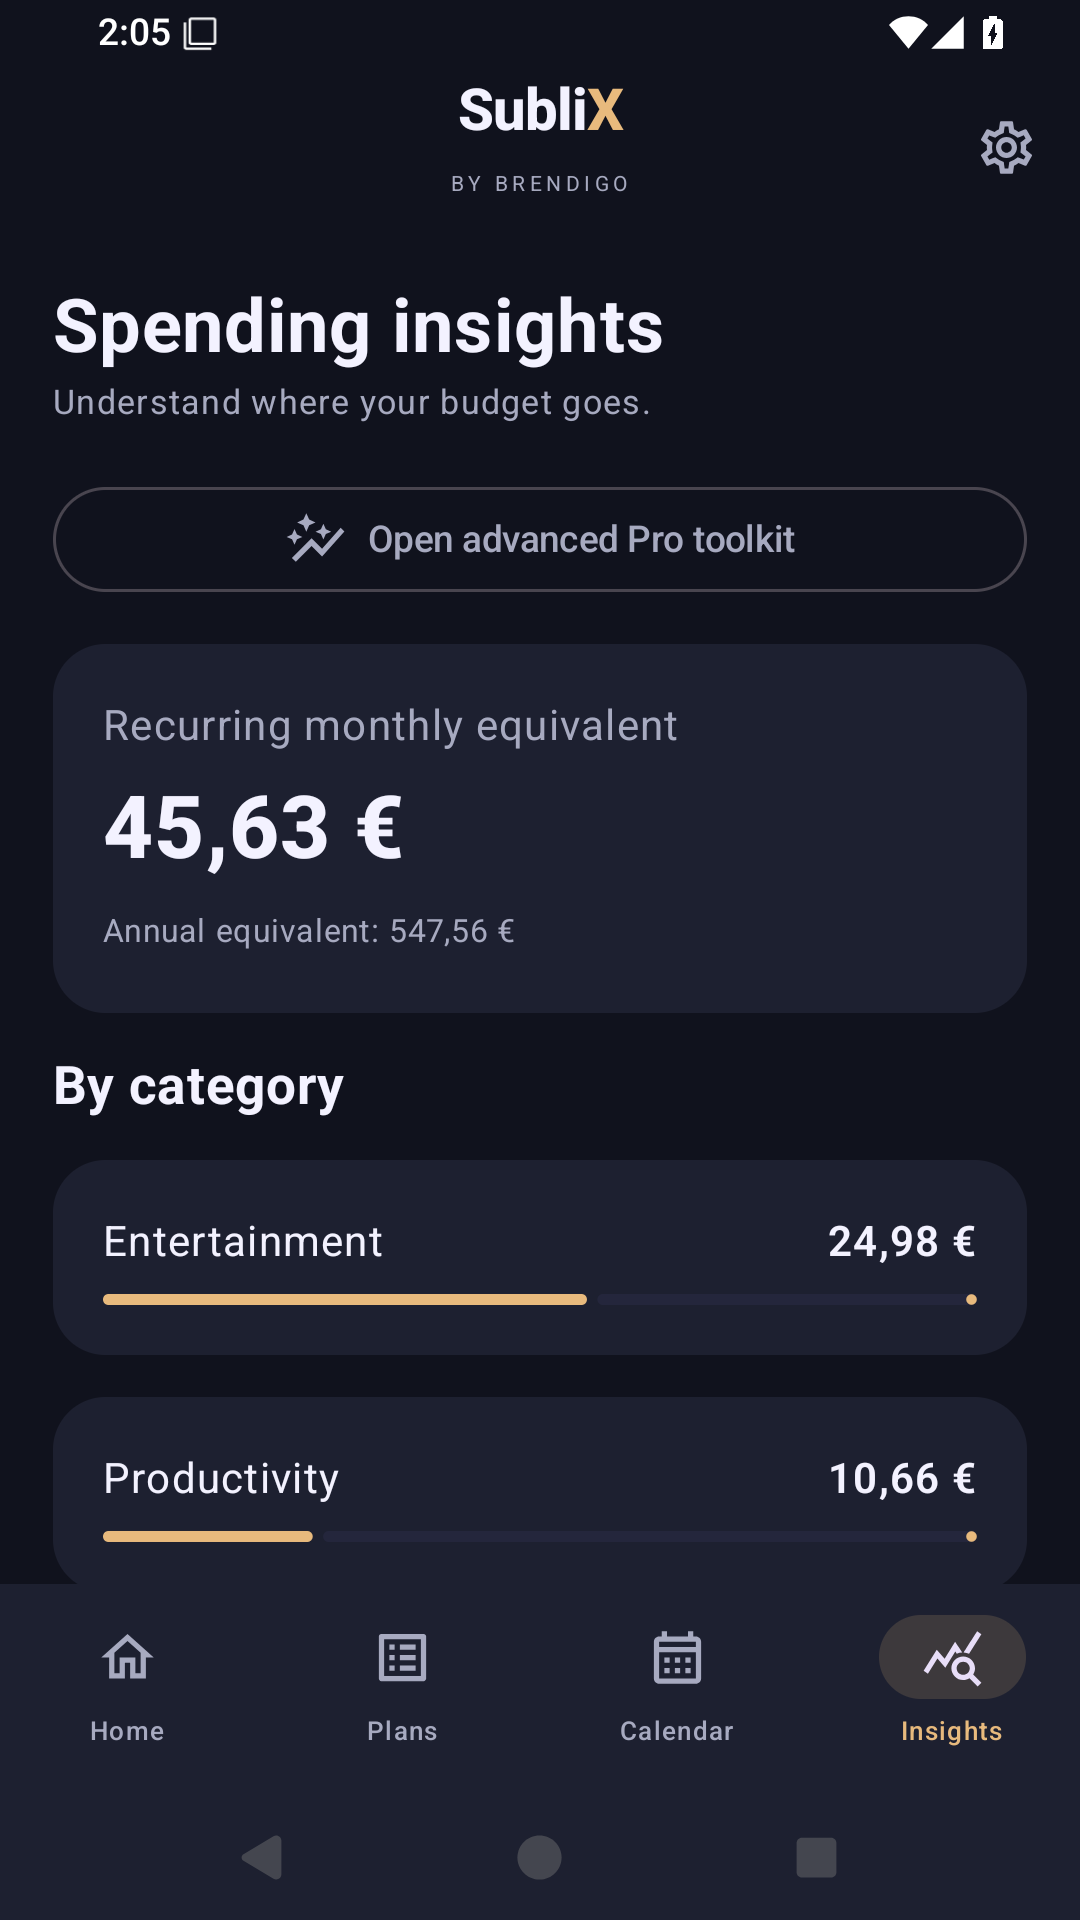 2:05
SubliX
BY BRENDIGO
Spending insights
Understand where your budget goes.
Open advanced Pro toolkit
Recurring monthly equivalent
45,63 €
Annual equivalent: 547,56 €
By category
Entertainment 24,98 €
Productivity 10,66 €
Home Plans Calendar Insights